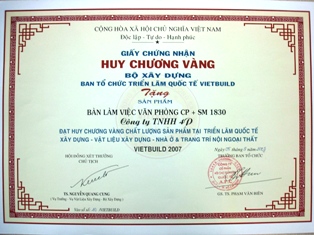 CỘNG HÒA XÃ HỘI CHỦ NGHĨA VIỆT NAM
Độc lập - Tự do - Hạnh phúc
GIẤY CHỨNG NHẬN
HUY CHƯƠNG VÀNG
BỘ XÂY DỰNG
BAN TỔ CHỨC TRIỂN LÃM QUỐC TẾ VIETBUILD
Tặng
SẢN PHẨM
BÀN LÀM VIỆC VĂN PHÒNG CP + SM 1830
Công ty TNHH 4P
ĐẠT HUY CHƯƠNG VÀNG CHẤT LƯỢNG SẢN PHẨM TẠI TRIỂN LÃM QUỐC TẾ
XÂY DỰNG - VẬT LIỆU XÂY DỰNG - NHÀ Ở & TRANG TRÍ NỘI NGOẠI THẤT
VIETBUILD 2007
HỘI ĐỒNG XÉT THƯỞNG
CHỦ TỊCH
TRƯỞNG BAN TỔ CHỨC
TS. NGUYỄN QUANG CUNG
TS. PHẠM VĂN BIÊN